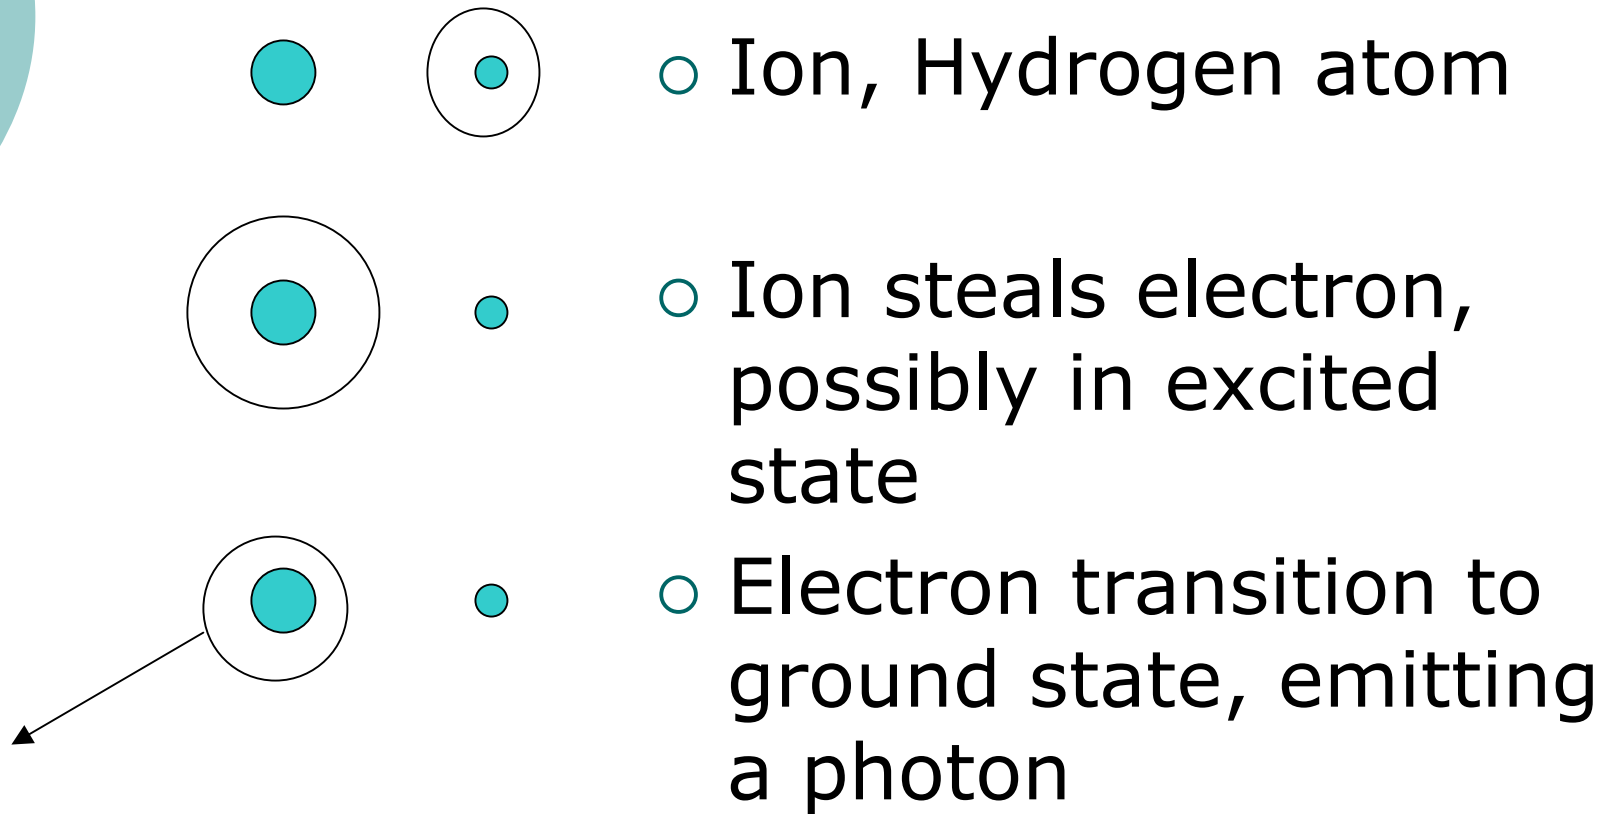 Ion, Hydrogen atom
Ion steals electron,
possibly in excited
state
Electron transition to
ground state, emitting
a photon